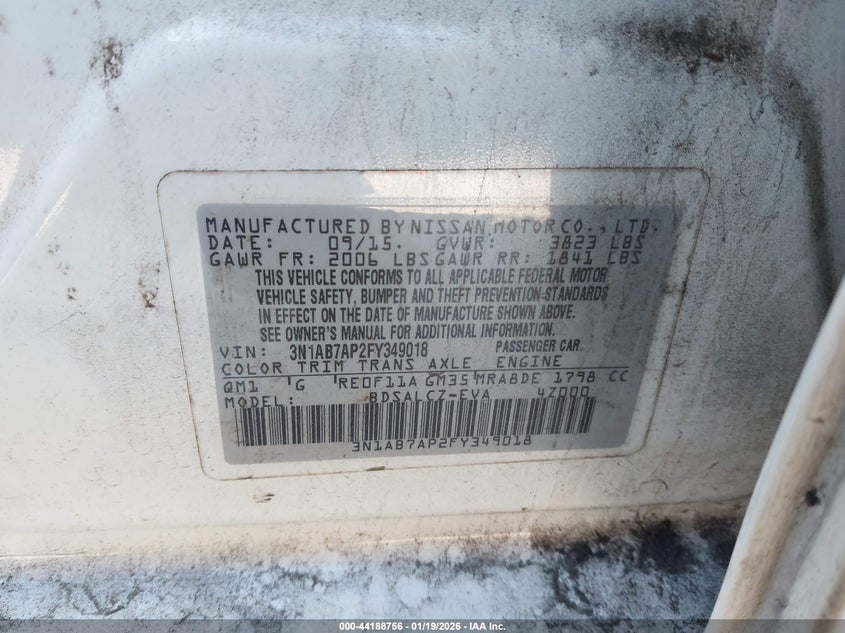 MANUFACTURED BY NISSAN MOTOR CO., LTD.
DATE: 09/15. GVWR: 3823 LBS
GAWR FR: 2006 LBS GAWR RR: 1841 LBS
THIS VEHICLE CONFORMS TO ALL APPLICABLE FEDERAL MOTOR
VEHICLE SAFETY, BUMPER AND THEFT PREVENTION STANDARDS
IN EFFECT ON THE DATE OF MANUFACTURE SHOWN ABOVE.
SEE OWNER'S MANUAL FOR ADDITIONAL INFORMATION.
VIN: 3N1AB7AP2FY349018 PASSENGER CAR.
COLOR TRIM TRANS AXLE ENGINE
QM1 G RE0F11A GM35 MRA8DE 1798 CC
MODEL: BDSALCZ-EVA 4Z000
3N1AB7AP2FY349018
000-44188756 — 01/19/2026 — IAA Inc.